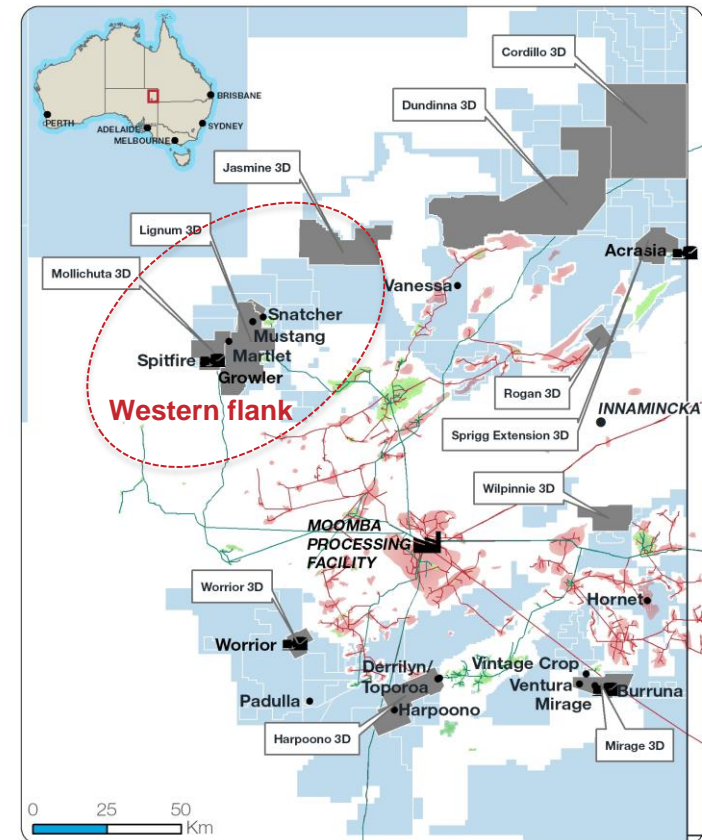 Cordillo 3D
Dundinna 3D
BRISBANE
PERTH
ADELAIDE
SYDNEY
MELBOURNE
Jasmine 3D
Lignum 3D
Mollichuta 3D
Acrasia
Vanessa
Snatcher
Mustang
Martlet
Spitfire
Growler
Western flank
Rogan 3D
INNAMINCKA
Sprigg Extension 3D
Wilpinnie 3D
MOOMBA
PROCESSING
FACILITY
Worrior 3D
Hornet
Worrior
Derrilyn/
Toporoa
Vintage Crop
Ventura
Burruna
Mirage
Padulla
Harpoono
Harpoono 3D
Mirage 3D
0 25 50
Km